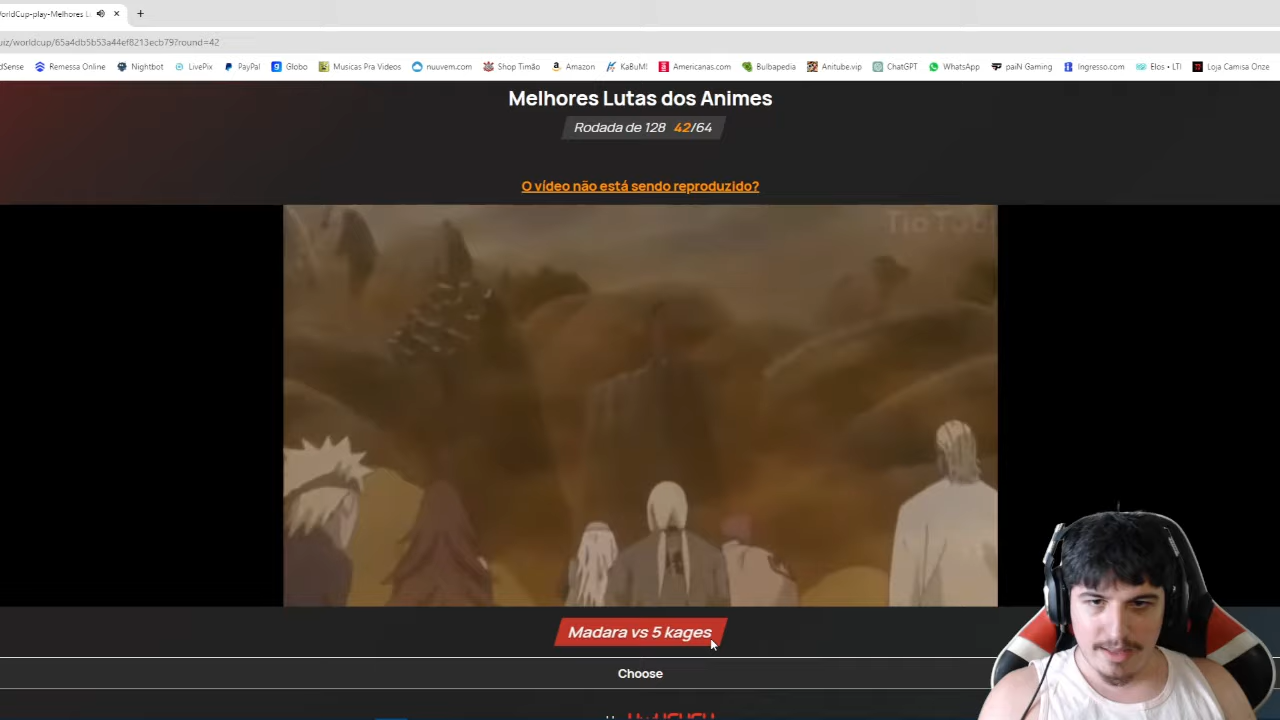 orldCup-play-Melhores L
uiz/worldcup/65a4db5b53a44ef8213ecb79?round=42
dSense Remessa Online Nightbot LivePix PayPal Globo Musicas Pra Videos nuuvem.com Shop Timão Amazon KaBuM! Americanas.com Bulbapedia Anitube.vip ChatGPT WhatsApp paiN Gaming Ingresso.com Elos • LTI Loja Camisa Onze
Melhores Lutas dos Animes
Rodada de 128 42/64
O vídeo não está sendo reproduzido?
Madara vs 5 kages
Choose